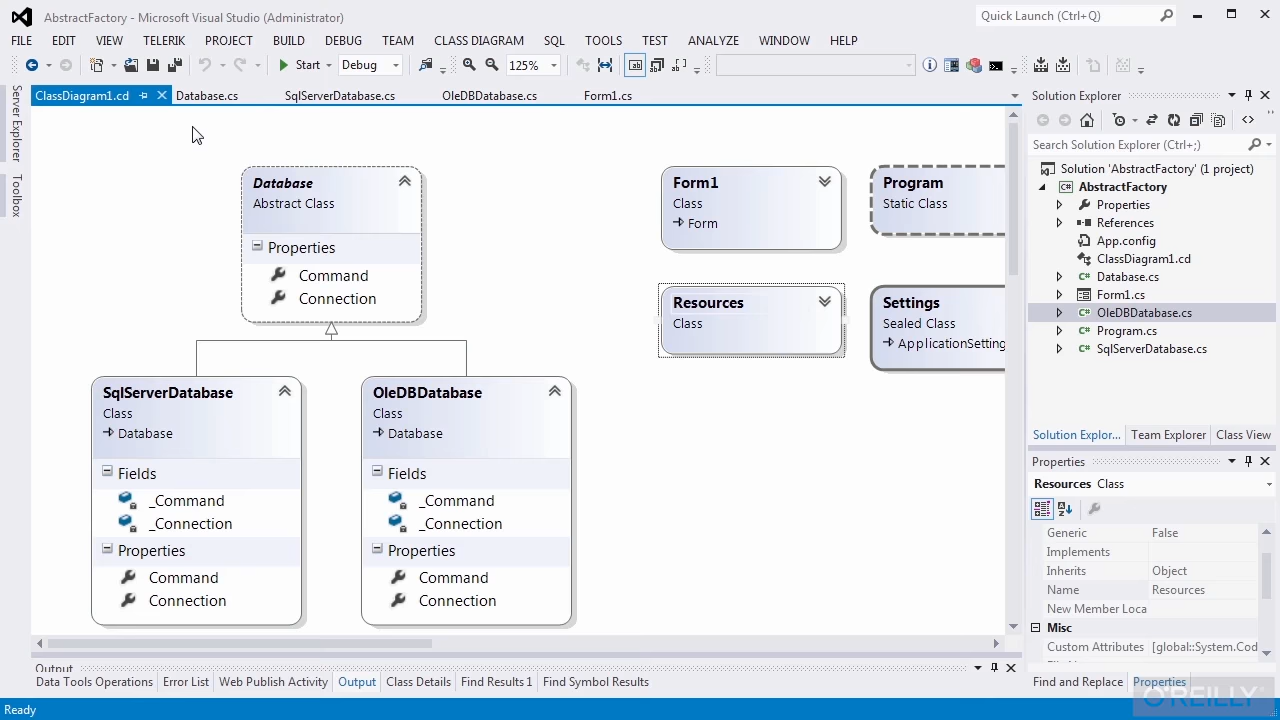 AbstractFactory - Microsoft Visual Studio (Administrator)
Quick Launch (Ctrl+Q)
FILE EDIT VIEW TELERIK PROJECT BUILD DEBUG TEAM CLASS DIAGRAM SQL TOOLS TEST ANALYZE WINDOW HELP
Start Debug 125%
ClassDiagram1.cd Database.cs SqlServerDatabase.cs OleDBDatabase.cs Form1.cs
Server Explorer
Toolbox
Database
Abstract Class
Properties
Command
Connection
SqlServerDatabase
Class
Database
Fields
_Command
_Connection
Properties
Command
Connection
OleDBDatabase
Class
Database
Fields
_Command
_Connection
Properties
Command
Connection
Form1
Class
Form
Program
Static Class
Resources
Class
Settings
Sealed Class
ApplicationSetting
Solution Explorer
Search Solution Explorer (Ctrl+;)
Solution 'AbstractFactory' (1 project)
AbstractFactory
Properties
References
App.config
ClassDiagram1.cd
Database.cs
Form1.cs
OleDBDatabase.cs
Program.cs
SqlServerDatabase.cs
Solution Explor... Team Explorer Class View
Properties
Resources Class
Generic False
Implements
Inherits Object
Name Resources
New Member Loca
Misc
Custom Attributes [global::System.Cod
Find and Replace Properties
Output
Data Tools Operations Error List Web Publish Activity Output Class Details Find Results 1 Find Symbol Results
Ready
O'REILLY